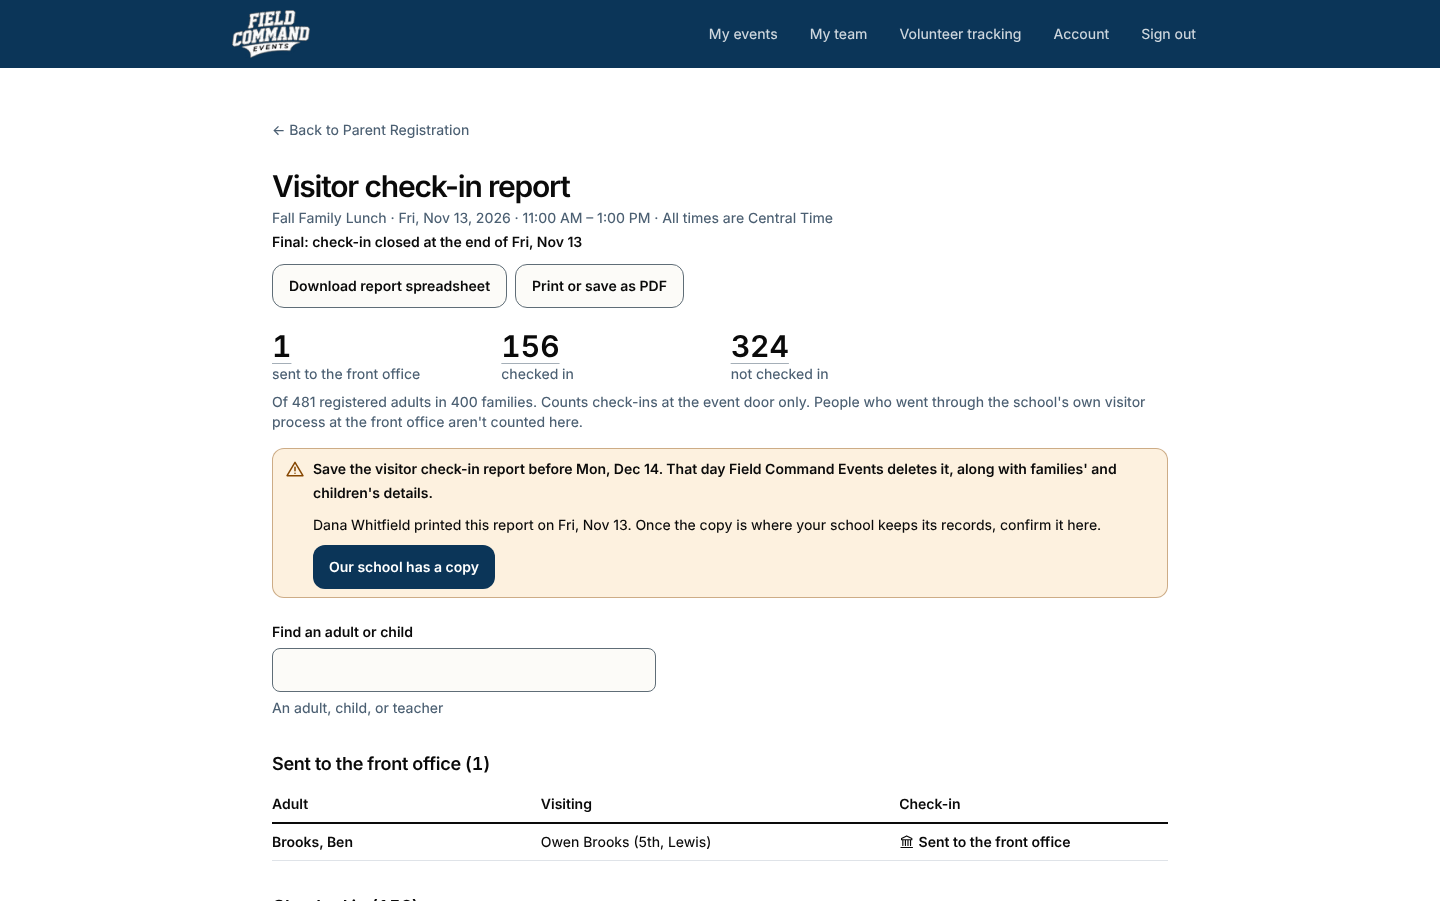 FIELD
COMMAND
EVENTS
My events
My team
Volunteer tracking
Account
Sign out
← Back to Parent Registration
Visitor check-in report
Fall Family Lunch · Fri, Nov 13, 2026 · 11:00 AM – 1:00 PM · All times are Central Time
Final: check-in closed at the end of Fri, Nov 13
Download report spreadsheet
Print or save as PDF
1
sent to the front office
156
checked in
324
not checked in
Of 481 registered adults in 400 families. Counts check-ins at the event door only. People who went through the school's own visitor
process at the front office aren't counted here.
Save the visitor check-in report before Mon, Dec 14. That day Field Command Events deletes it, along with families' and
children's details.
Dana Whitfield printed this report on Fri, Nov 13. Once the copy is where your school keeps its records, confirm it here.
Our school has a copy
Find an adult or child
An adult, child, or teacher
Sent to the front office (1)
Adult
Visiting
Check-in
Brooks, Ben
Owen Brooks (5th, Lewis)
Sent to the front office